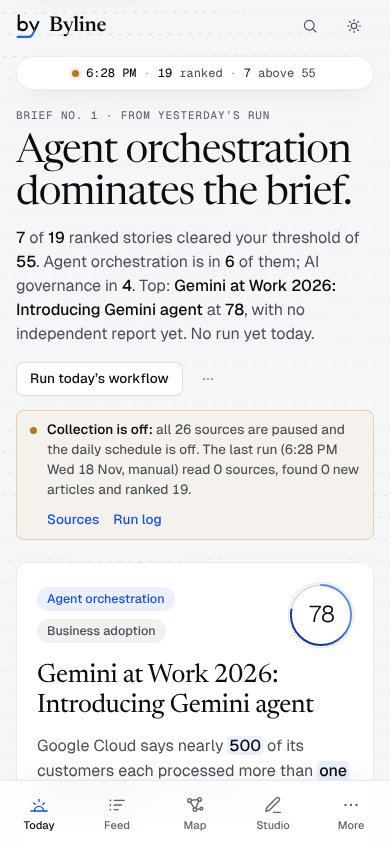 by Byline
6:28 PM · 19 ranked · 7 above 55
BRIEF NO. 1 · FROM YESTERDAY'S RUN
Agent orchestration
dominates the brief.
7 of 19 ranked stories cleared your threshold of
55. Agent orchestration is in 6 of them; AI
governance in 4. Top: Gemini at Work 2026:
Introducing Gemini agent at 78, with no
independent report yet. No run yet today.
Run today's workflow ···
Collection is off: all 26 sources are paused and
the daily schedule is off. The last run (6:28 PM
Wed 18 Nov, manual) read 0 sources, found 0 new
articles and ranked 19.
Sources Run log
Agent orchestration
78
Business adoption
Gemini at Work 2026:
Introducing Gemini agent
Google Cloud says nearly 500 of its
customers each processed more than one
Today Feed Map Studio More